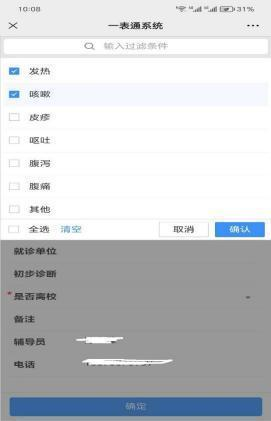 10:08
31%
一表通系统
输入过滤条件
发热
咳嗽
皮疹
呕吐
腹泻
腹痛
其他
全选 清空 取消 确认
就诊单位
初步诊断
*是否离校
备注
辅导员
电话
确定